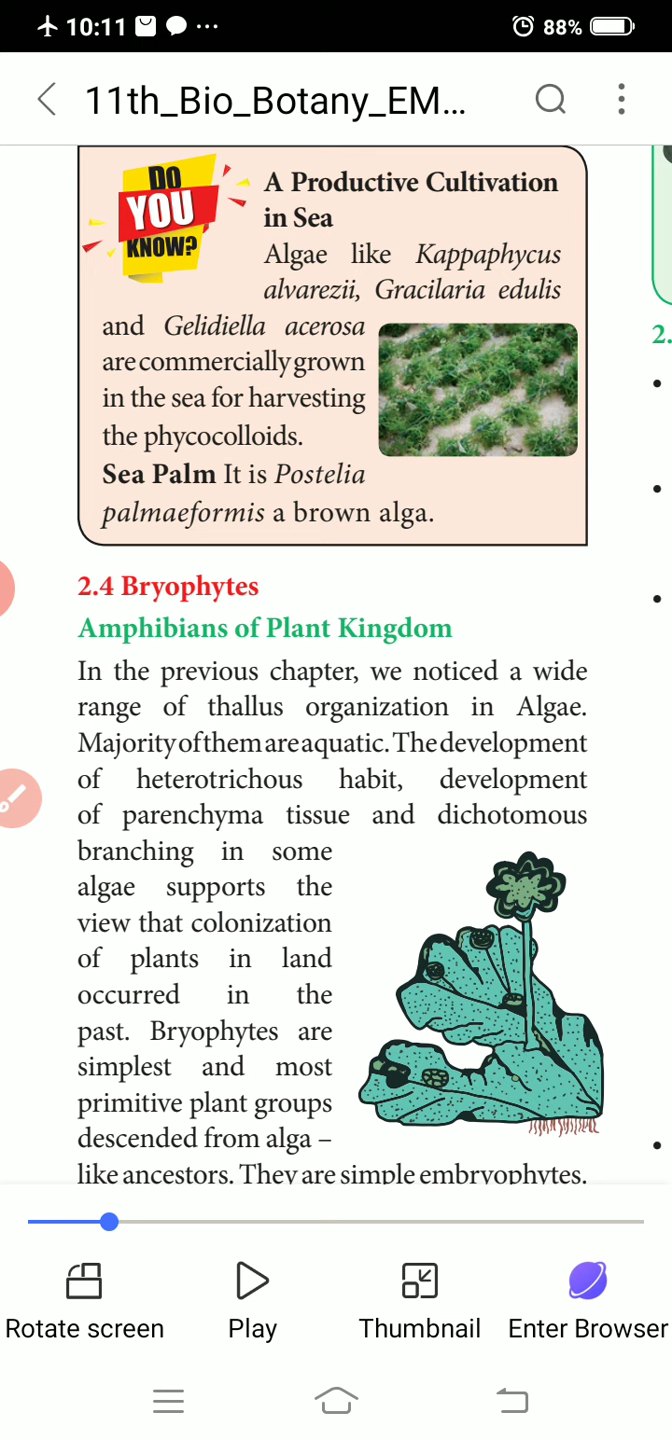 10:11
88%
11th_Bio_Botany_EM...
DO
YOU
KNOW?
A Productive Cultivation
in Sea
Algae like Kappaphycus
alvarezii, Gracilaria edulis
and Gelidiella acerosa
are commercially grown
in the sea for harvesting
the phycocolloids.
Sea Palm It is Postelia
palmaeformis a brown alga.
2.4 Bryophytes
Amphibians of Plant Kingdom
In the previous chapter, we noticed a wide
range of thallus organization in Algae.
Majority of them are aquatic. The development
of heterotrichous habit, development
of parenchyma tissue and dichotomous
branching in some
algae supports the
view that colonization
of plants in land
occurred in the
past. Bryophytes are
simplest and most
primitive plant groups
descended from alga –
like ancestors. They are simple embryophytes.
2.
•
•
•
•
Rotate screen
Play
Thumbnail
Enter Browser